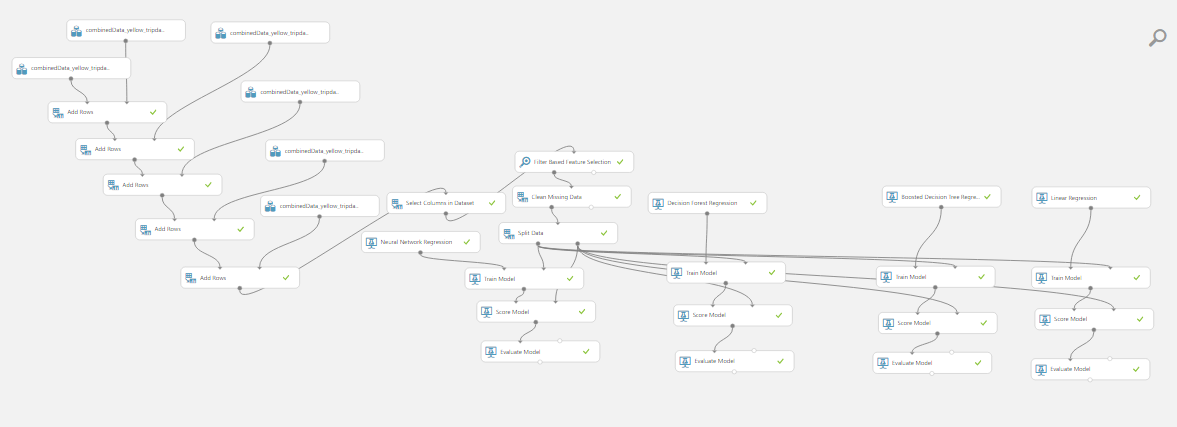 combinedData_yellow_tripda..
combinedData_yellow_tripda..
combinedData_yellow_tripda..
combinedData_yellow_tripda..
Add Rows
Add Rows
combinedData_yellow_tripda..
Add Rows
combinedData_yellow_tripda..
Add Rows
Add Rows
Filter Based Feature Selection
Select Columns in Dataset
Clean Missing Data
Split Data
Neural Network Regression
Decision Forest Regression
Boosted Decision Tree Regre..
Linear Regression
Train Model
Train Model
Train Model
Train Model
Score Model
Score Model
Score Model
Score Model
Evaluate Model
Evaluate Model
Evaluate Model
Evaluate Model